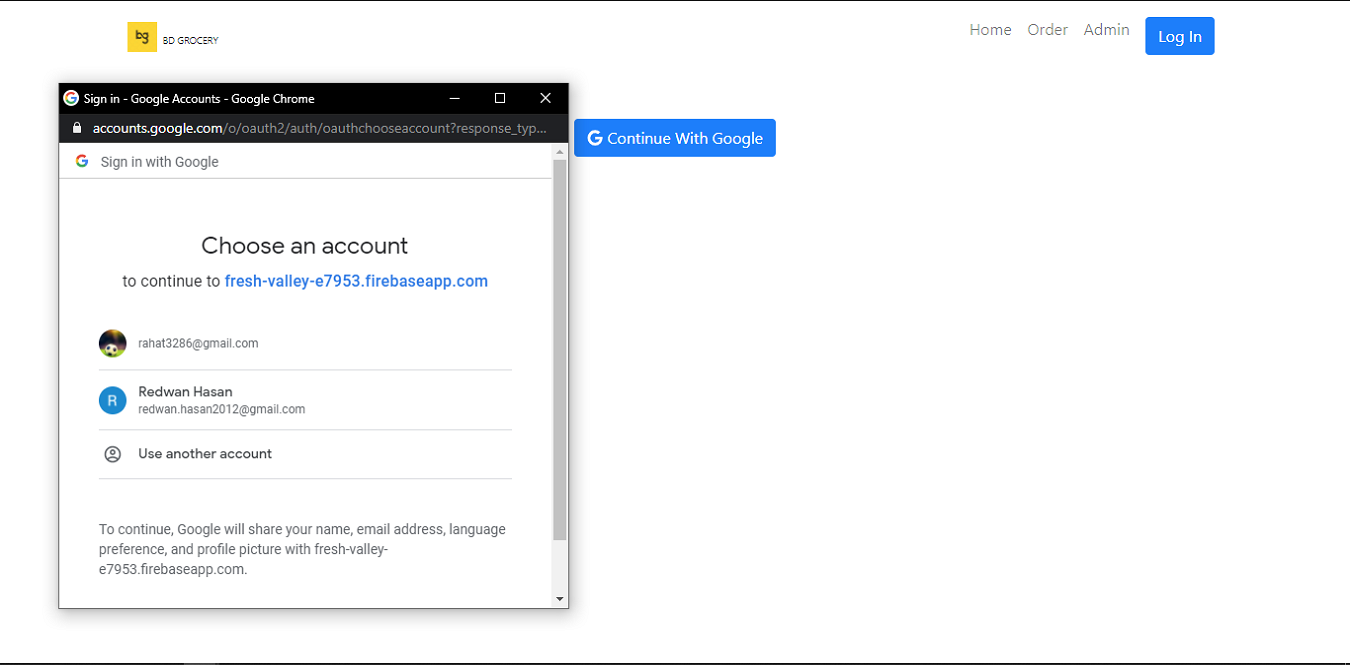 bg BD GROCERY
Home Order Admin Log In
Sign in - Google Accounts - Google Chrome
accounts.google.com/o/oauth2/auth/oauthchooseaccount?response_typ...
Continue With Google
Sign in with Google
Choose an account
to continue to fresh-valley-e7953.firebaseapp.com
rahat3286@gmail.com
R
Redwan Hasan
redwan.hasan2012@gmail.com
Use another account
To continue, Google will share your name, email address, language
preference, and profile picture with fresh-valley-
e7953.firebaseapp.com.